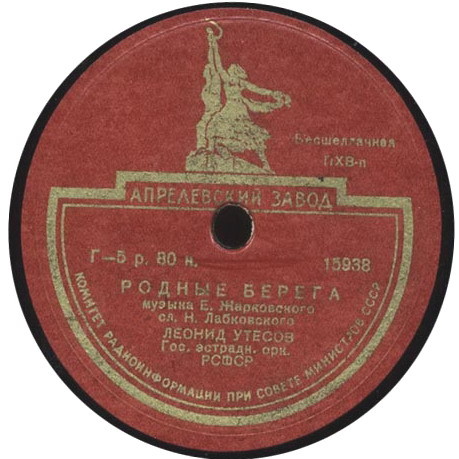 Бесшеллачная
ПХВ-п
АПРЕЛЕВСКИЙ ЗАВОД
Г—5 р. 80 к. 15938
РОДНЫЕ БЕРЕГА
музыка Е. Жарковского
сл. Н. Лабковского
ЛЕОНИД УТЕСОВ
Гос. эстрадн. орк.
РСФСР
КОМИТЕТ РАДИОИНФОРМАЦИИ ПРИ СОВЕТЕ МИНИСТРОВ СССР